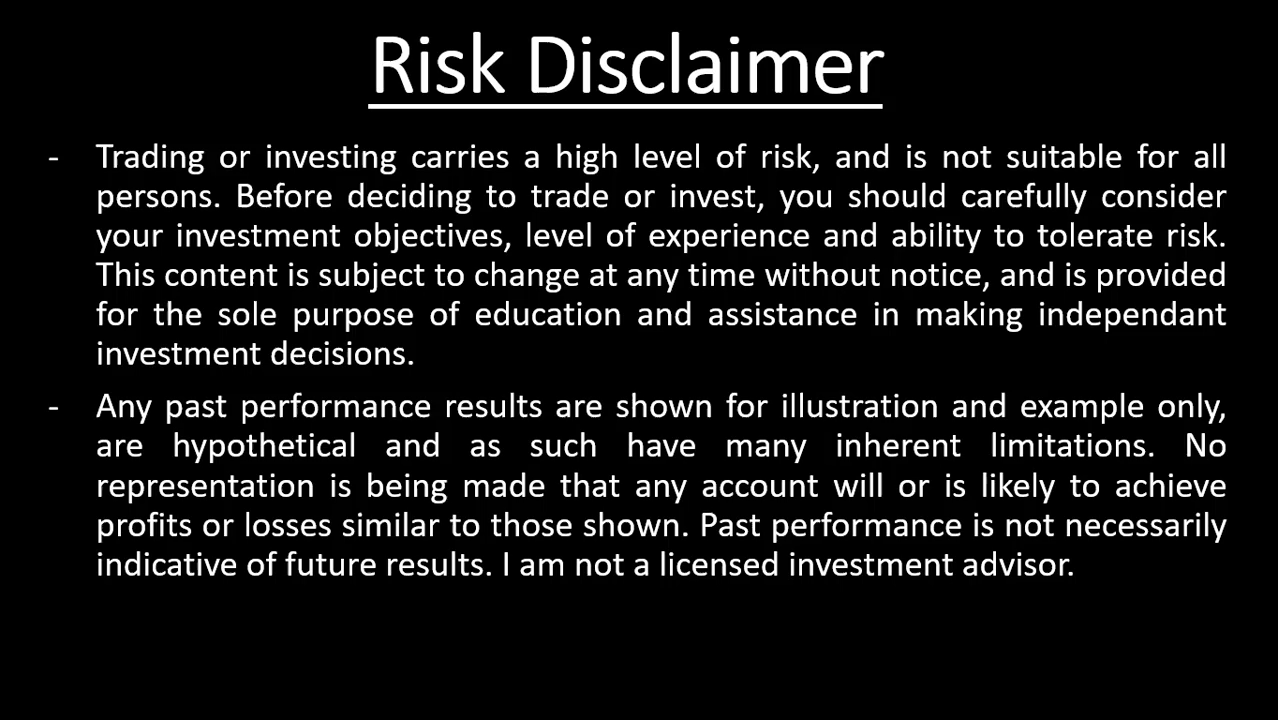 Risk Disclaimer
- Trading or investing carries a high level of risk, and is not suitable for all
persons. Before deciding to trade or invest, you should carefully consider
your investment objectives, level of experience and ability to tolerate risk.
This content is subject to change at any time without notice, and is provided
for the sole purpose of education and assistance in making independant
investment decisions.
- Any past performance results are shown for illustration and example only,
are hypothetical and as such have many inherent limitations. No
representation is being made that any account will or is likely to achieve
profits or losses similar to those shown. Past performance is not necessarily
indicative of future results. I am not a licensed investment advisor.